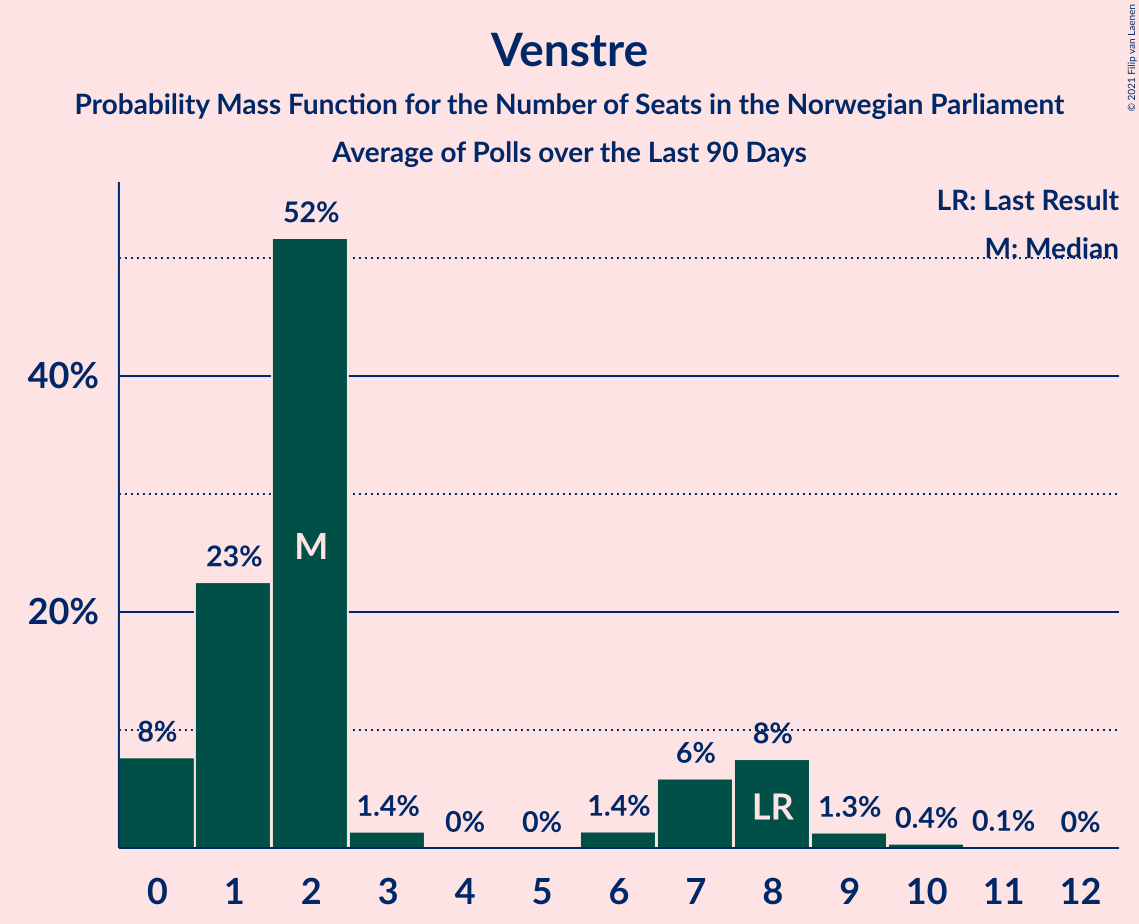 Venstre
Probability Mass Function for the Number of Seats in the Norwegian Parliament
Average of Polls over the Last 90 Days
© 2021 Filip van Laenen
LR: Last Result
M: Median
52%
40%
M
23%
20%
8%
8%
6%
LR
1.4%
0%
0%
1.4%
1.3%
0.4%
0.1%
0%
0 1 2 3 4 5 6 7 8 9 10 11 12